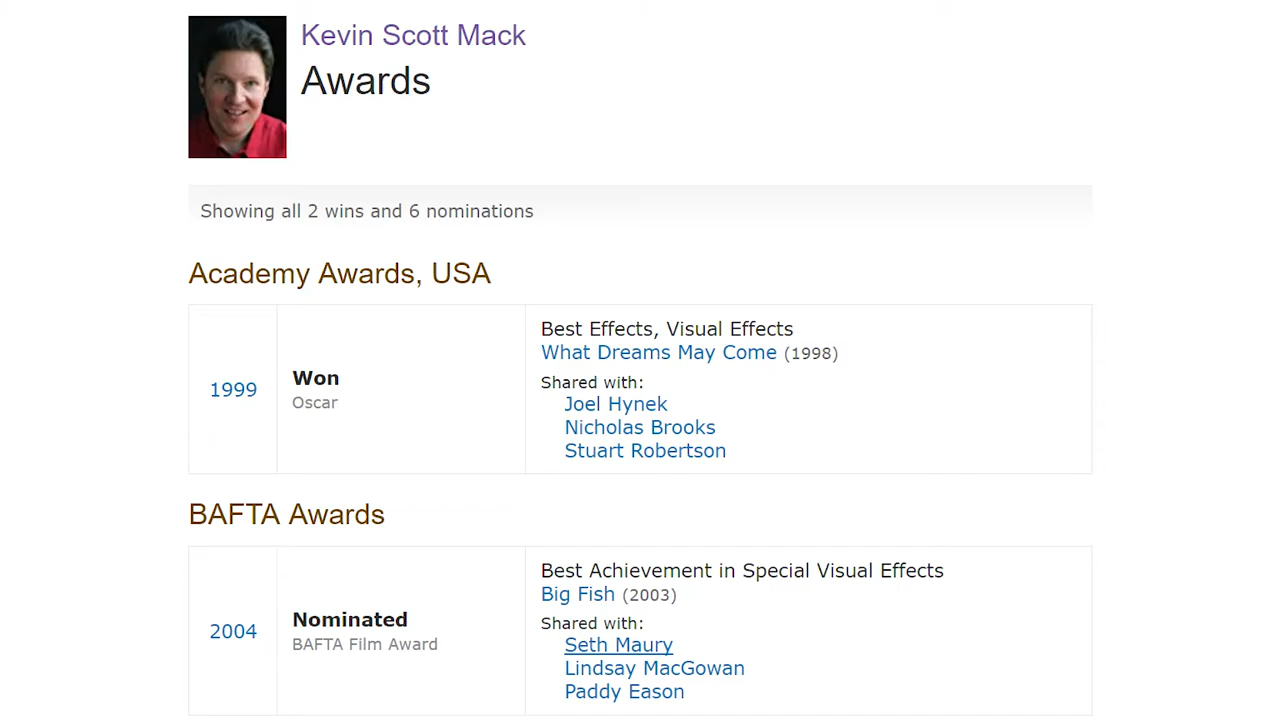 Kevin Scott Mack
Awards
Showing all 2 wins and 6 nominations
Academy Awards, USA
1999
Won
Oscar
Best Effects, Visual Effects
What Dreams May Come (1998)
Shared with:
Joel Hynek
Nicholas Brooks
Stuart Robertson
BAFTA Awards
2004
Nominated
BAFTA Film Award
Best Achievement in Special Visual Effects
Big Fish (2003)
Shared with:
Seth Maury
Lindsay MacGowan
Paddy Eason